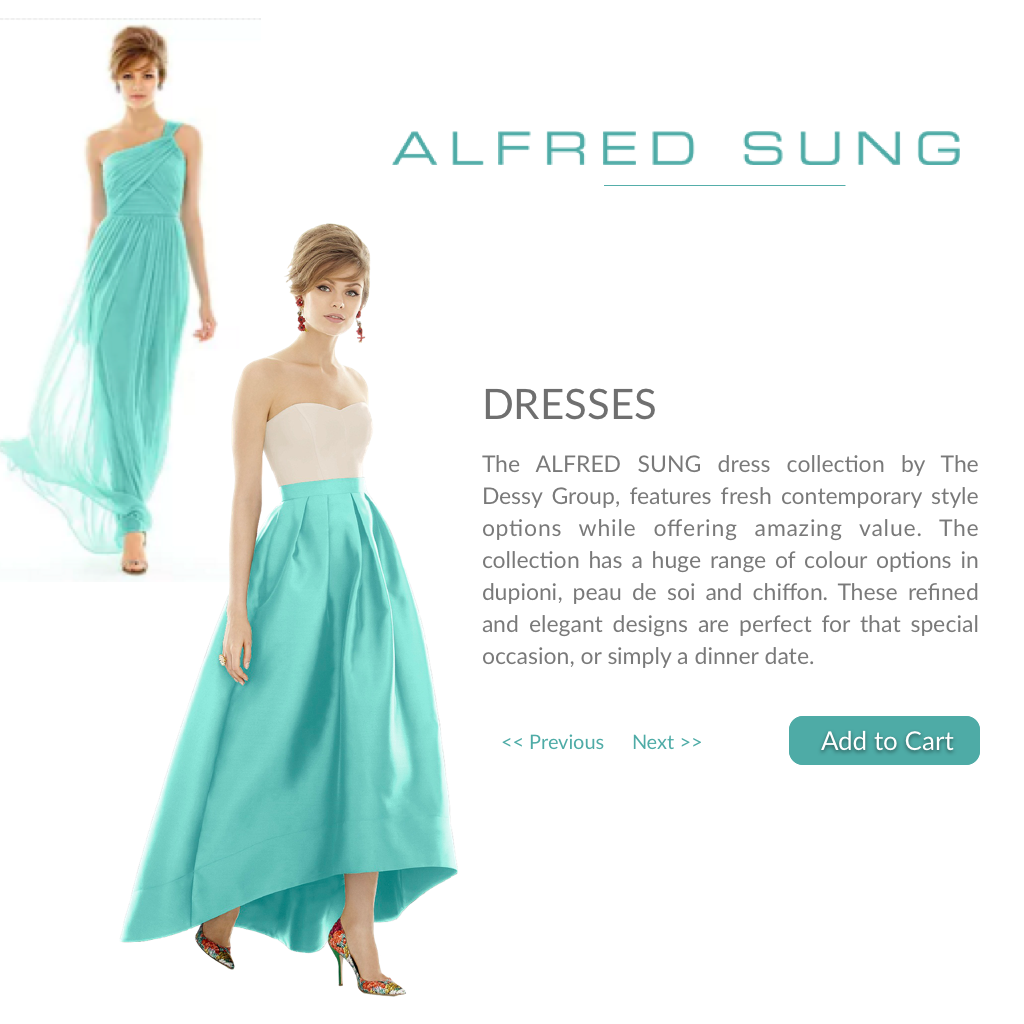 ALFRED SUNG
DRESSES
The ALFRED SUNG dress collection by The
Dessy Group, features fresh contemporary style
options while offering amazing value. The
collection has a huge range of colour options in
dupioni, peau de soi and chiffon. These refined
and elegant designs are perfect for that special
occasion, or simply a dinner date.
<< Previous Next >> Add to Cart